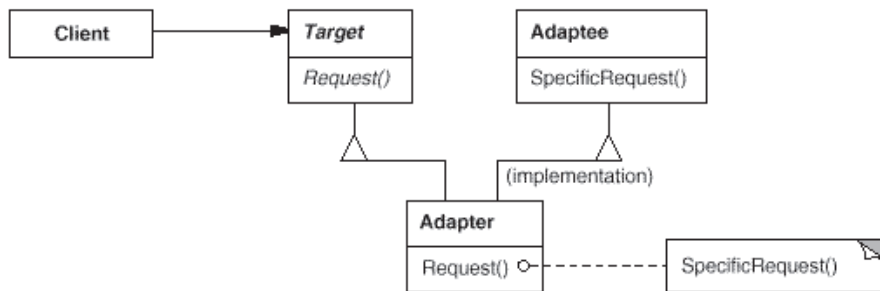 Client
Target
Request()
Adaptee
SpecificRequest()
(implementation)
Adapter
Request()
SpecificRequest()